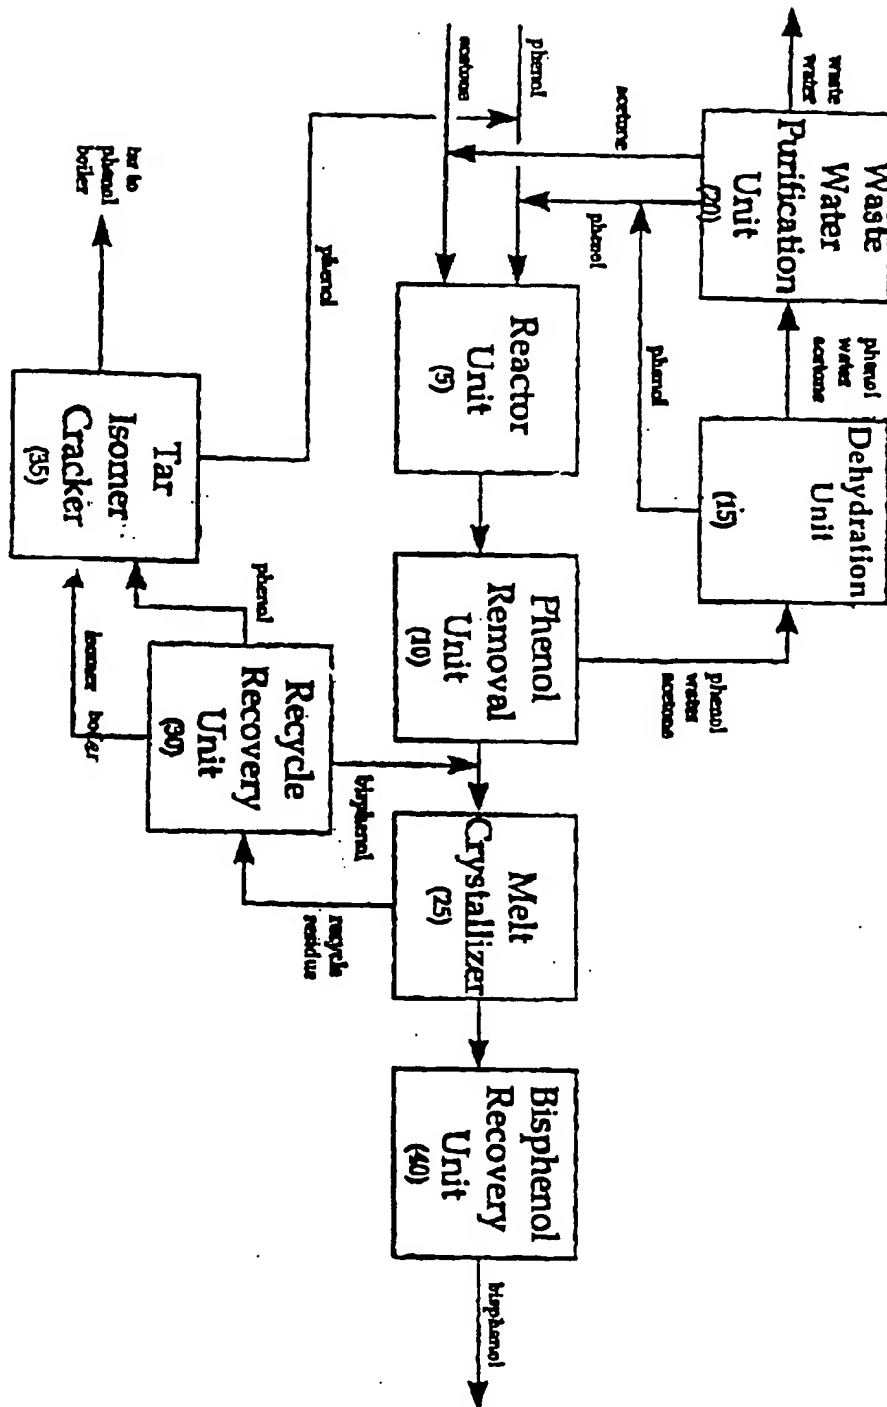 waste
water
Waste
Water
Purification
Unit
(20)
phenol
water
acetone
Dehydration
Unit
(15)
phenol
water
acetone
acetone
phenol
phenol
phenol
acetone
Reactor
Unit
(5)
Phenol
Removal
Unit
(10)
Melt
Crystallizer
(25)
Bisphenol
Recovery
Unit
(40)
bisphenol
bisphenol
recycle
residue
Recycle
Recovery
Unit
(30)
phenol
isomer boiler
phenol
Tar
Isomer
Cracker
(35)
tar to
phenol
boiler